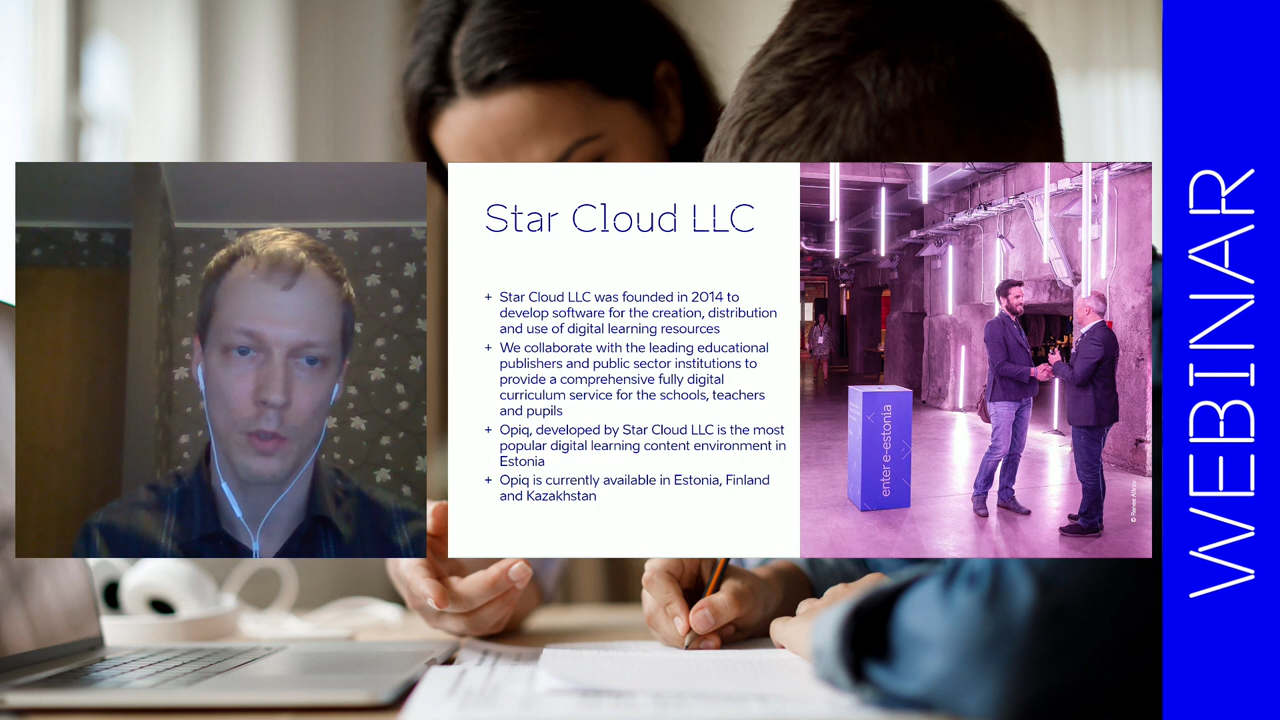 Star Cloud LLC
+ Star Cloud LLC was founded in 2014 to
develop software for the creation, distribution
and use of digital learning resources
+ We collaborate with the leading educational
publishers and public sector institutions to
provide a comprehensive fully digital
curriculum service for the schools, teachers
and pupils
+ Opiq, developed by Star Cloud LLC is the most
popular digital learning content environment in
Estonia
+ Opiq is currently available in Estonia, Finland
and Kazakhstan
enter e-estonia
© Renee Altrov
WEBINAR